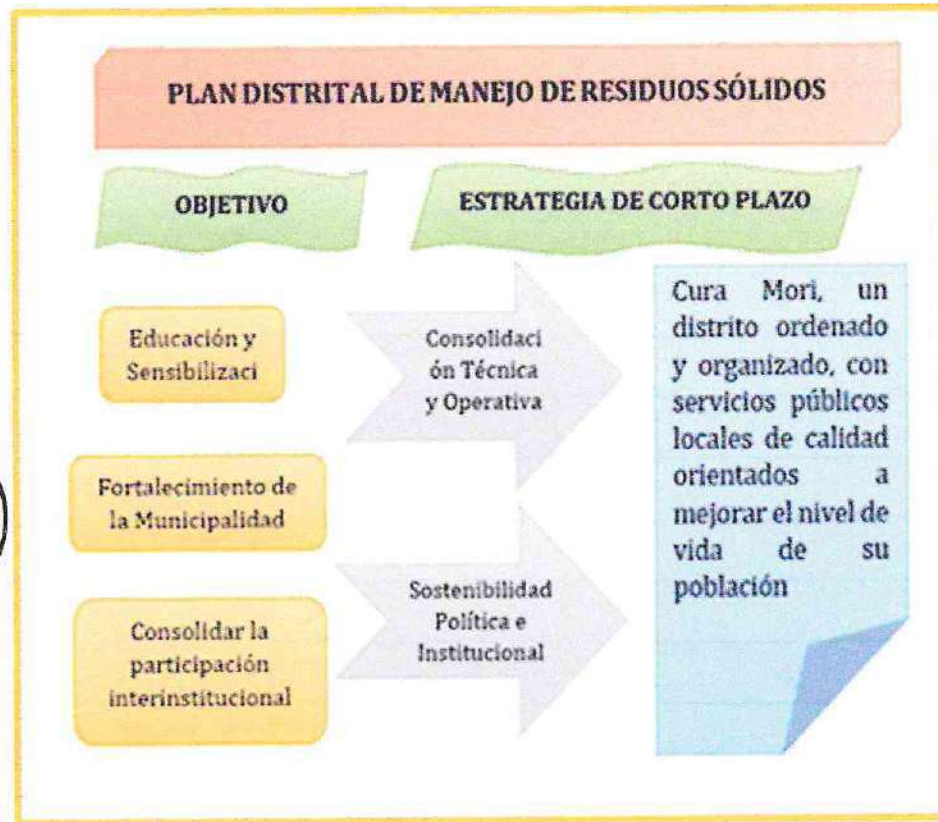 PLAN DISTRITAL DE MANEJO DE RESIDUOS SÓLIDOS
OBJETIVO
ESTRATEGIA DE CORTO PLAZO
Educación y
Sensibilizaci
Fortalecimiento de
la Municipalidad
Consolidar la
participación
interinstitucional
Consolidaci
ón Técnica
y Operativa
Sostenibilidad
Política e
Institucional
Cura Mori, un
distrito ordenado
y organizado, con
servicios públicos
locales de calidad
orientados a
mejorar el nivel de
vida de su
población